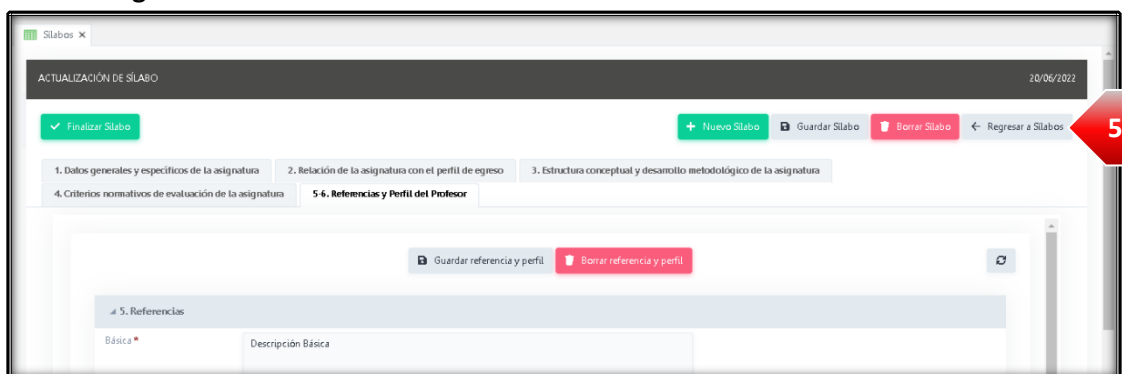 Sílabos ×
ACTUALIZACIÓN DE SÍLABO 20/06/2022
Finalizar Sílabo Nuevo Sílabo Guardar Sílabo Borrar Sílabo Regresar a Sílabos 5
1. Datos generales y específicos de la asignatura 2. Relación de la asignatura con el perfil de egreso 3. Estructura conceptual y desarrollo metodológico de la asignatura
4. Criterios normativos de evaluación de la asignatura 5-6. Referencias y Perfil del Profesor
Guardar referencia y perfil Borrar referencia y perfil
5. Referencias
Básica * Descripción Básica